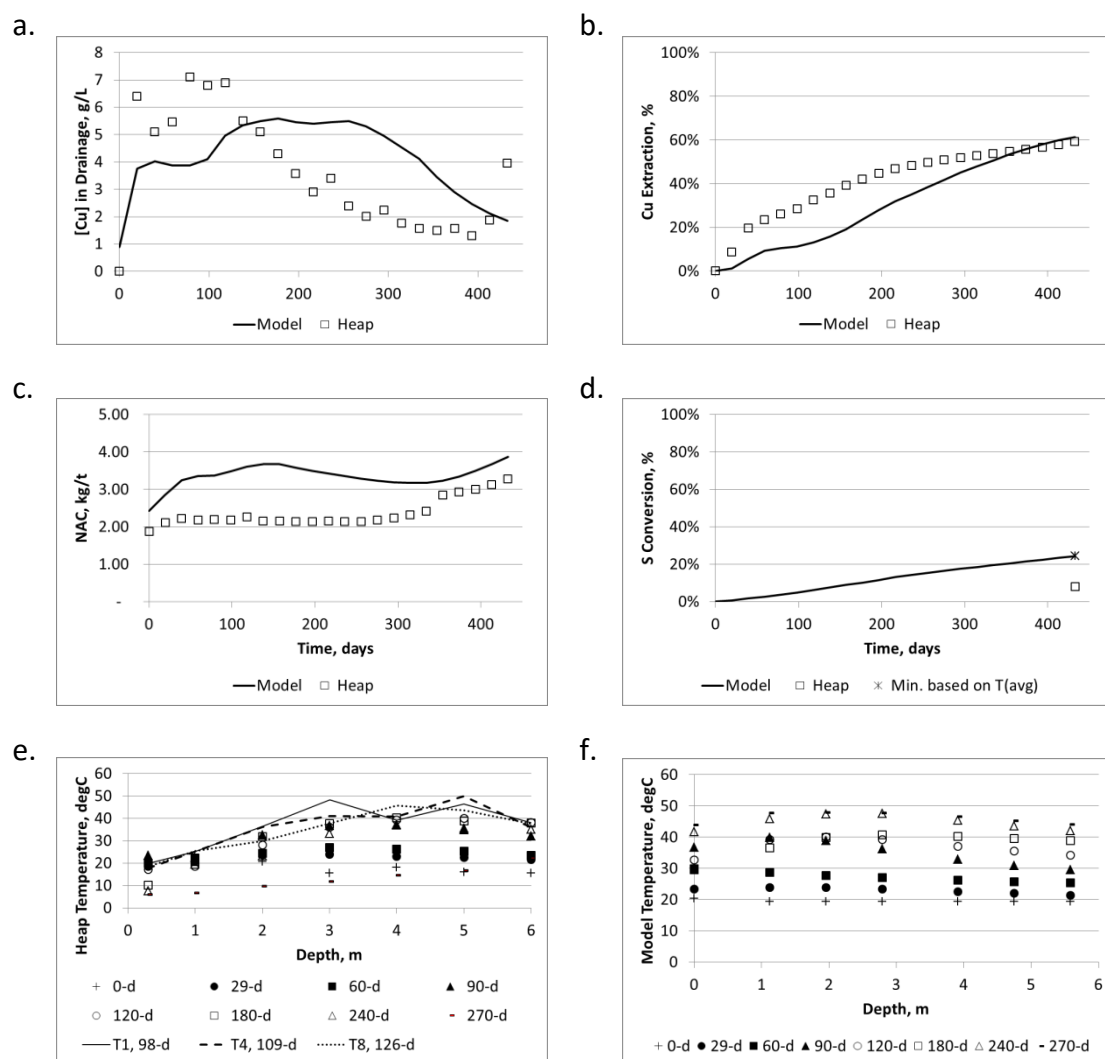 a.
8
7
6
5
4
3
2
1
0
[Cu] in Drainage, g/L
0 100 200 300 400
Model Heap
b.
100%
80%
60%
40%
20%
0%
Cu Extraction, %
0 100 200 300 400
Model Heap
c.
5.00
4.00
3.00
2.00
1.00
-
NAC, kg/t
0 100 200 300 400
Time, days
Model Heap
d.
100%
80%
60%
40%
20%
0%
S Conversion, %
0 100 200 300 400
Time, days
Model Heap Min. based on T(avg)
e.
60
50
40
30
20
10
0
Heap Temperature, degC
0 1 2 3 4 5 6
Depth, m
0-d 29-d 60-d 90-d
120-d 180-d 240-d 270-d
T1, 98-d T4, 109-d T8, 126-d
f.
60
50
40
30
20
10
0
Model Temperature, degC
0 1 2 3 4 5 6
Depth, m
0-d 29-d 60-d 90-d 120-d 180-d 240-d 270-d